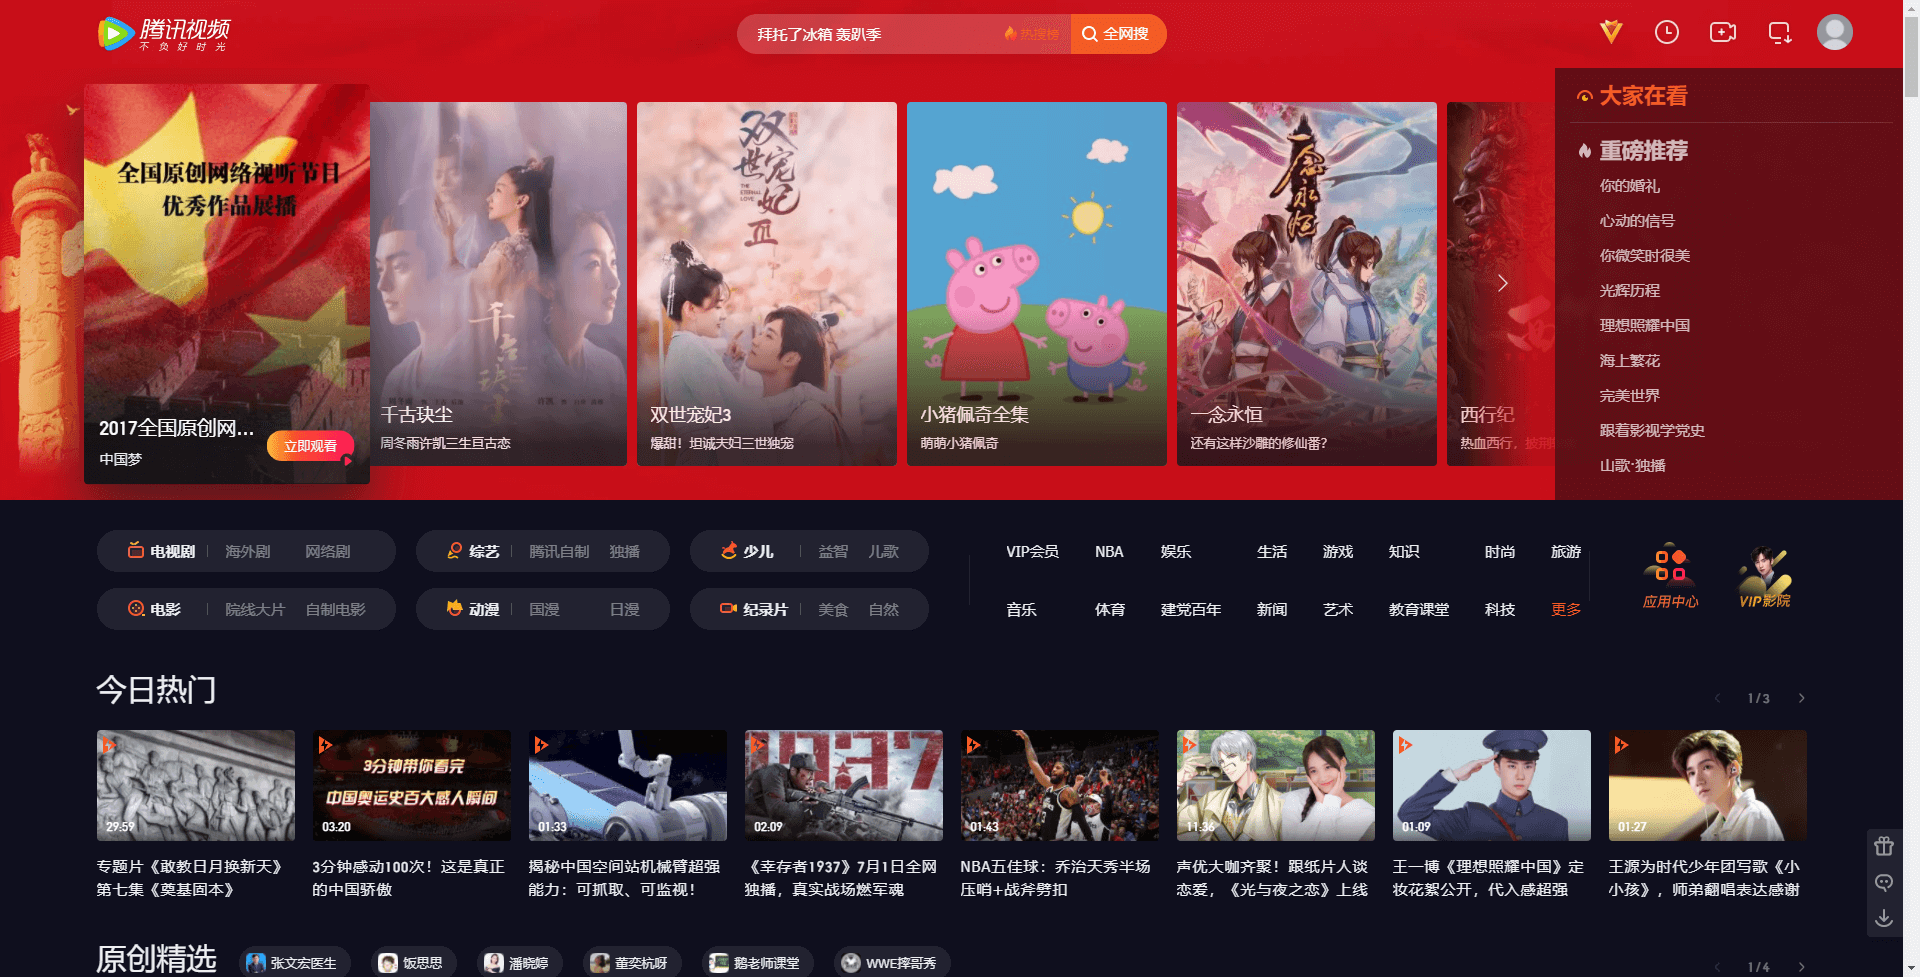 腾讯视频
不负好时光
拜托了冰箱 轰趴季
热搜榜
全网搜
大家在看
重磅推荐
你的婚礼
心动的信号
你微笑时很美
光辉历程
理想照耀中国
海上繁花
完美世界
跟着影视学党史
山歌·独播
全国原创网络视听节目
优秀作品展播
2017全国原创网...
中国梦
立即观看
千古玦尘
千古玦尘
周冬雨许凯三生亘古恋
双世宠妃Ⅲ
THE ETERNAL LOVE
双世宠妃3
爆甜！坦诚夫妇三世独宠
小猪佩奇全集
萌萌小猪佩奇
一念永恒
一念永恒
还有这样沙雕的修仙番？
西行纪
热血西行，披荆
电视剧 海外剧 网络剧
综艺 腾讯自制 独播
少儿 益智 儿歌
VIP会员 NBA 娱乐 生活 游戏 知识 时尚 旅游
电影 院线大片 自制电影
动漫 国漫 日漫
纪录片 美食 自然
音乐 体育 建党百年 新闻 艺术 教育课堂 科技 更多
应用中心
VIP影院
今日热门
1/3
29:59
专题片《敢教日月换新天》
第七集《奠基固本》
3分钟带你看完
中国奥运史百大感人瞬间
03:20
3分钟感动100次！这是真正
的中国骄傲
01:33
揭秘中国空间站机械臂超强
能力：可抓取、可监视！
1937
02:09
《幸存者1937》7月1日全网
独播，真实战场燃军魂
01:43
NBA五佳球：乔治天秀半场
压哨+战斧劈扣
11:36
声优大咖齐聚！跟纸片人谈
恋爱，《光与夜之恋》上线
01:09
王一博《理想照耀中国》定
妆花絮公开，代入感超强
01:27
王源为时代少年团写歌《小
小孩》，师弟翻唱表达感谢
原创精选
张文宏医生
饭思思
潘晓婷
董奕抗呀
鹅老师课堂
WWE摔哥秀
1/4